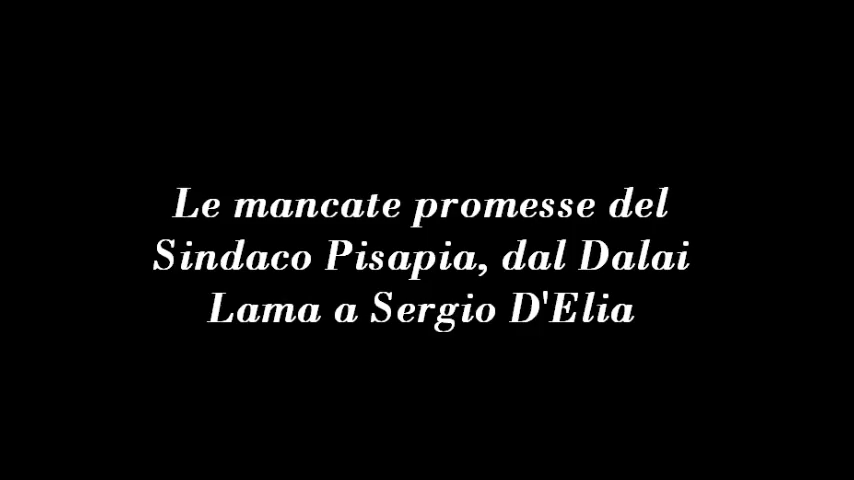 Le mancate promesse del
Sindaco Pisapia, dal Dalai
Lama a Sergio D'Elia